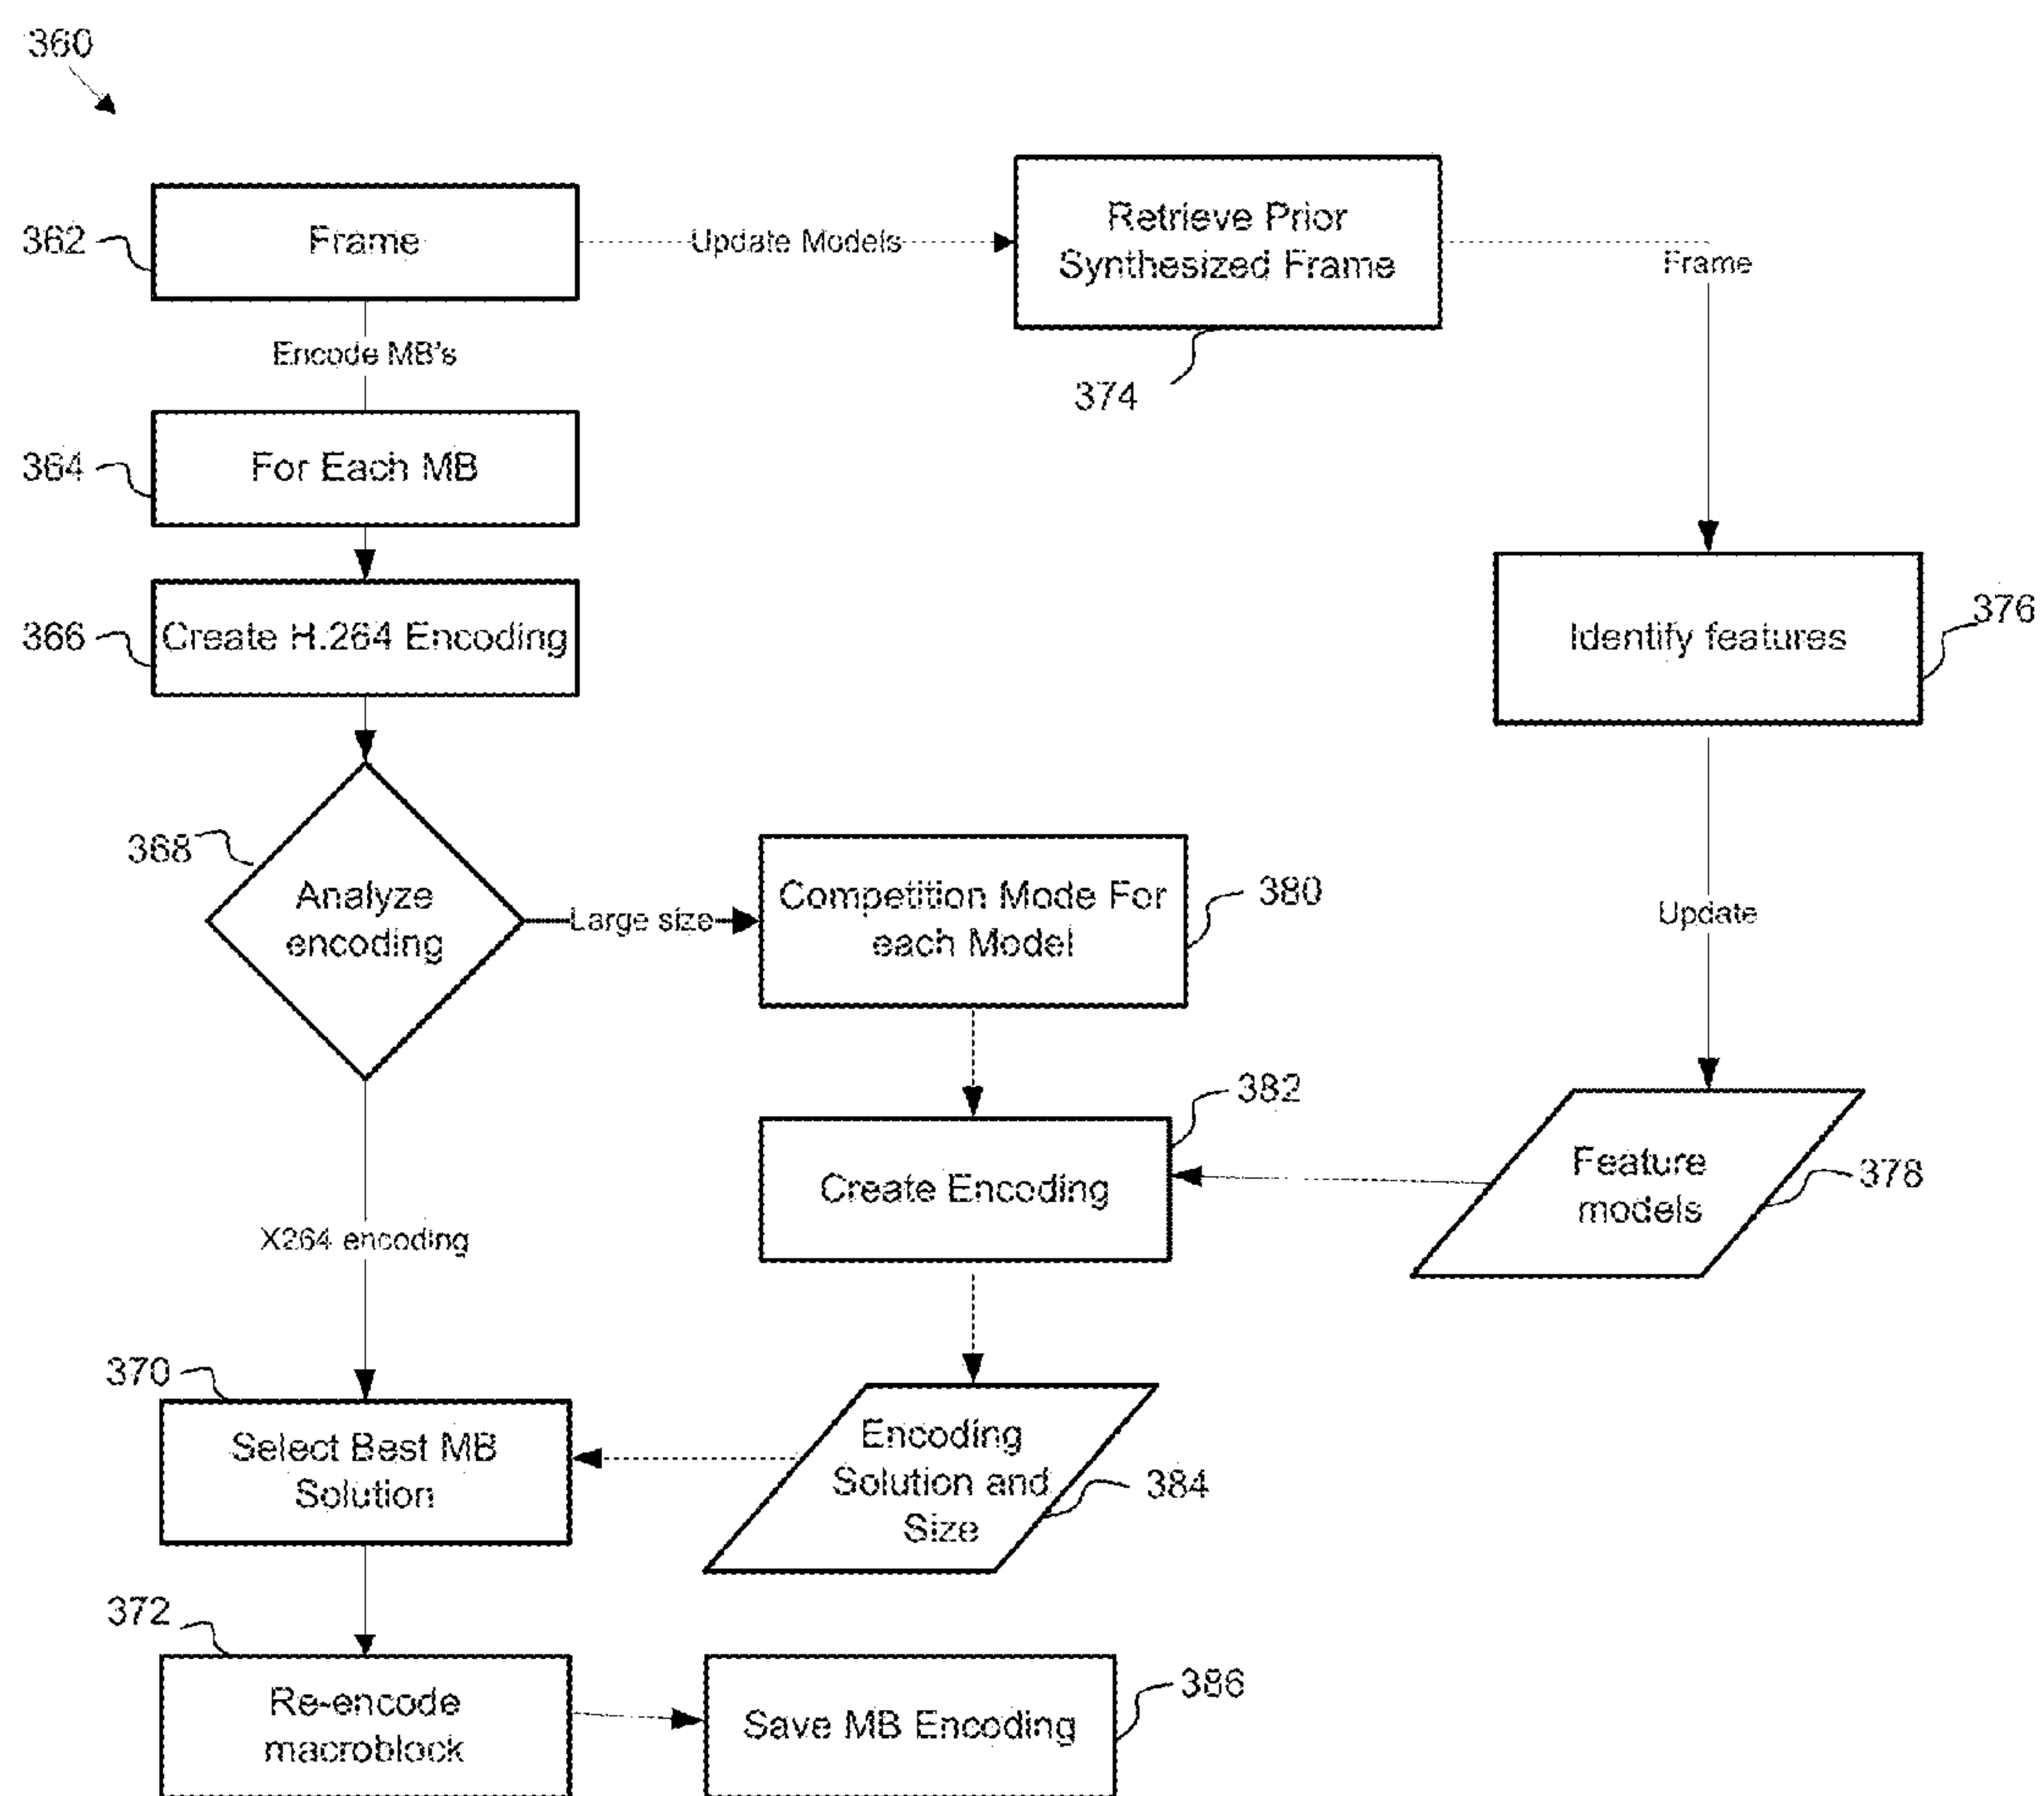 360
362
Frame
Update Models
Retrieve Prior
Synthesized Frame
Frame
374
Encode MB's
364
For Each MB
366
Create H.264 Encoding
Identify features
376
368
Analyze
encoding
Large size
Competition Mode For
each Model
380
Update
382
Create Encoding
Feature
models
378
X264 encoding
370
Select Best MB
Solution
Encoding
Solution and
Size
384
372
Re-encode
macroblock
Save MB Encoding
386